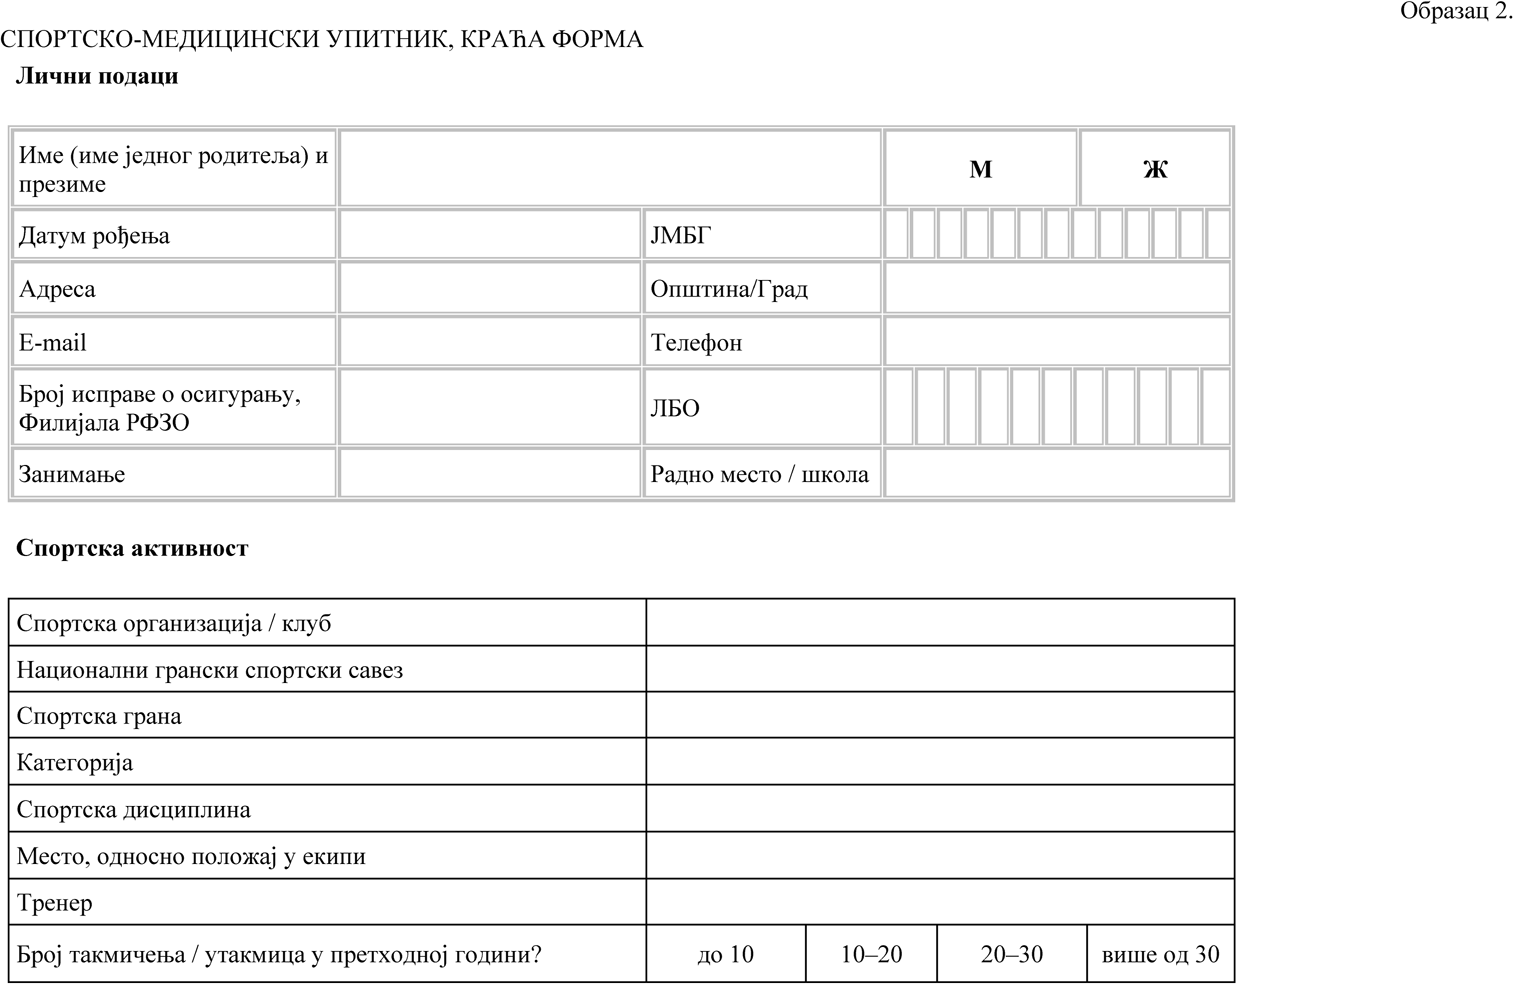 Образац 2.
СПОРТСКО-МЕДИЦИНСКИ УПИТНИК, КРАЋА ФОРМА
Лични подаци
Име (име једног родитеља) и
презиме
М
Ж
Датум рођења
ЈМБГ
Адреса
Општина/Град
E-mail
Телефон
Број исправе о осигурању,
Филијала РФЗО
ЛБО
Занимање
Радно место / школа
Спортска активност
Спортска организација / клуб
Национални грански спортски савез
Спортска грана
Категорија
Спортска дисциплина
Место, односно положај у екипи
Тренер
Број такмичења / утакмица у претходној години?
до 10
10–20
20–30
више од 30